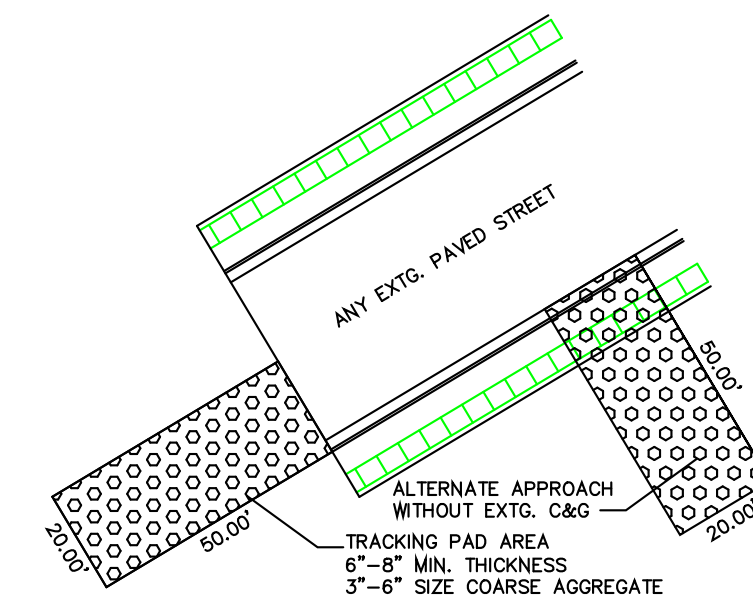 ANY EXTG. PAVED STREET
50.00'
ALTERNATE APPROACH
WITHOUT EXTG. C&G
20.00'
20.00'
50.00'
TRACKING PAD AREA
6"-8" MIN. THICKNESS
3"-6" SIZE COARSE AGGREGATE